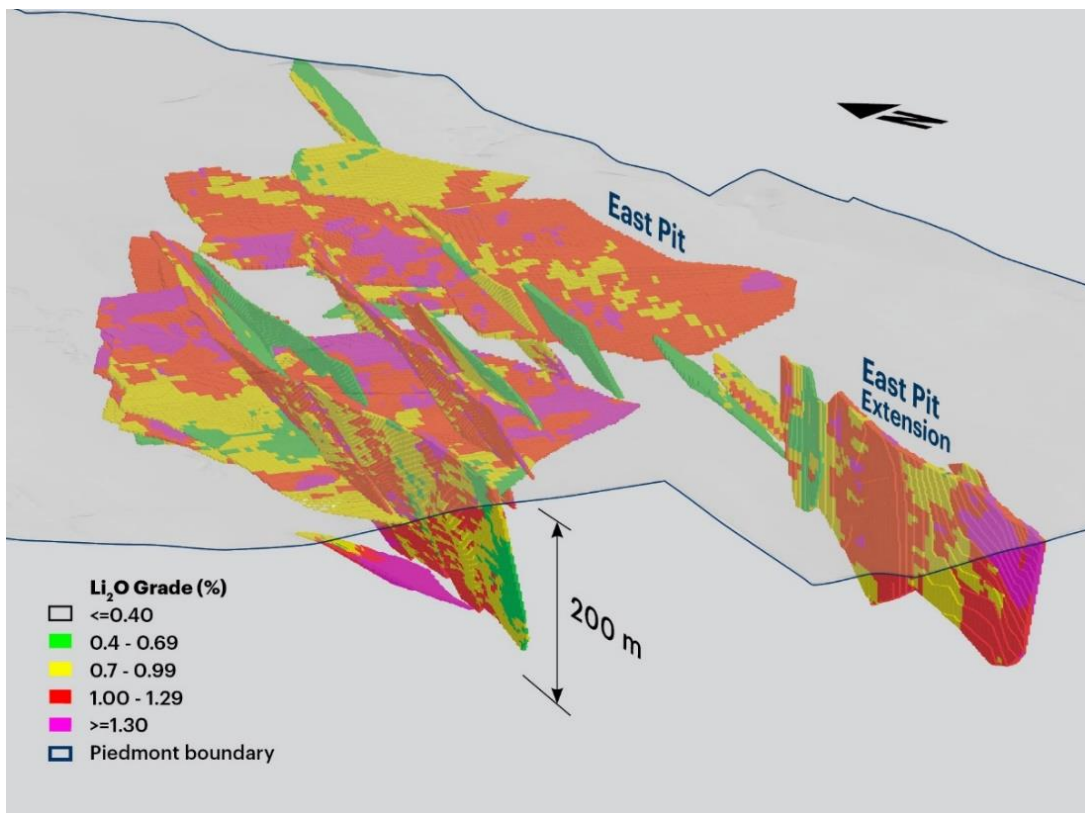 N
East Pit
East Pit
Extension
200 m
Li₂O Grade (%)
<=0.40
0.4 - 0.69
0.7 - 0.99
1.00 - 1.29
>=1.30
Piedmont boundary